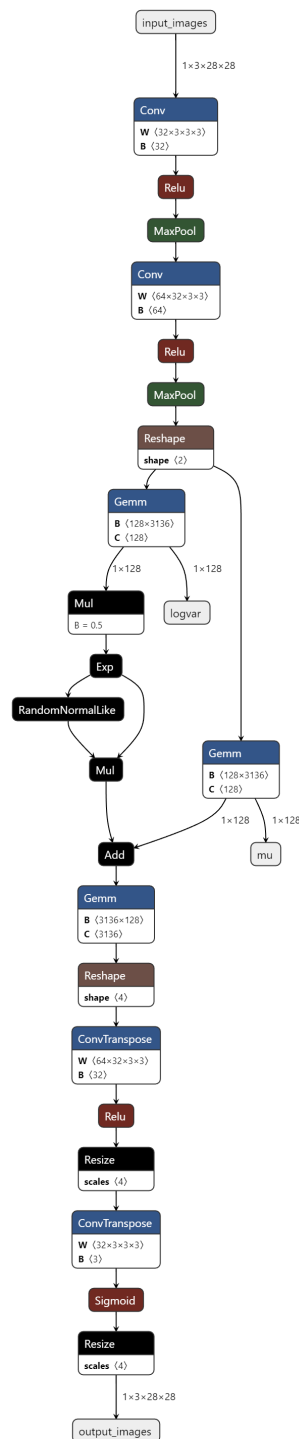 input_images
1×3×28×28
Conv
W ⟨32×3×3×3⟩
B ⟨32⟩
Relu
MaxPool
Conv
W ⟨64×32×3×3⟩
B ⟨64⟩
Relu
MaxPool
Reshape
shape ⟨2⟩
Gemm
B ⟨128×3136⟩
C ⟨128⟩
1×128
1×128
Mul
B = 0.5
logvar
Exp
RandomNormalLike
Mul
Gemm
B ⟨128×3136⟩
C ⟨128⟩
1×128
1×128
Add
mu
Gemm
B ⟨3136×128⟩
C ⟨3136⟩
Reshape
shape ⟨4⟩
ConvTranspose
W ⟨64×32×3×3⟩
B ⟨32⟩
Relu
Resize
scales ⟨4⟩
ConvTranspose
W ⟨32×3×3×3⟩
B ⟨3⟩
Sigmoid
Resize
scales ⟨4⟩
1×3×28×28
output_images